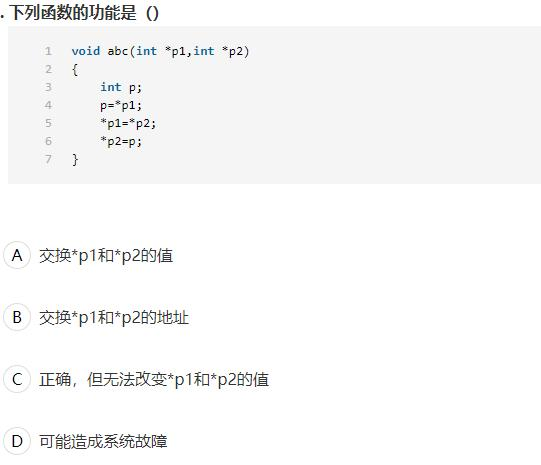 . 下列函数的功能是（）
1 void abc(int *p1,int *p2)
2 {
3 int p;
4 p=*p1;
5 *p1=*p2;
6 *p2=p;
7 }
A 交换*p1和*p2的值
B 交换*p1和*p2的地址
C 正确，但无法改变*p1和*p2的值
D 可能造成系统故障